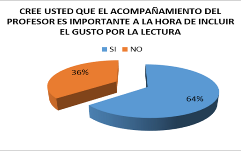 CREE USTED QUE EL ACOMPAÑAMIENTO DEL
PROFESOR ES IMPORTANTE A LA HORA DE INCLUIR
EL GUSTO POR LA LECTURA
SI NO
36%
64%